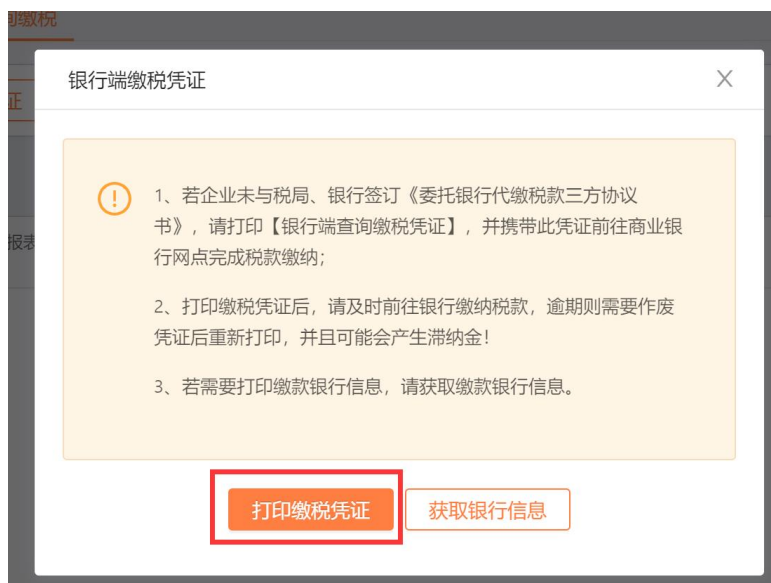 询缴税
银行端缴税凭证
X
证
1、若企业未与税局、银行签订《委托银行代缴税款三方协议
书》，请打印【银行端查询缴税凭证】，并携带此凭证前往商业银
行网点完成税款缴纳；
报表
2、打印缴税凭证后，请及时前往银行缴纳税款，逾期则需要作废
凭证后重新打印，并且可能会产生滞纳金！
3、若需要打印缴款银行信息，请获取缴款银行信息。
打印缴税凭证
获取银行信息